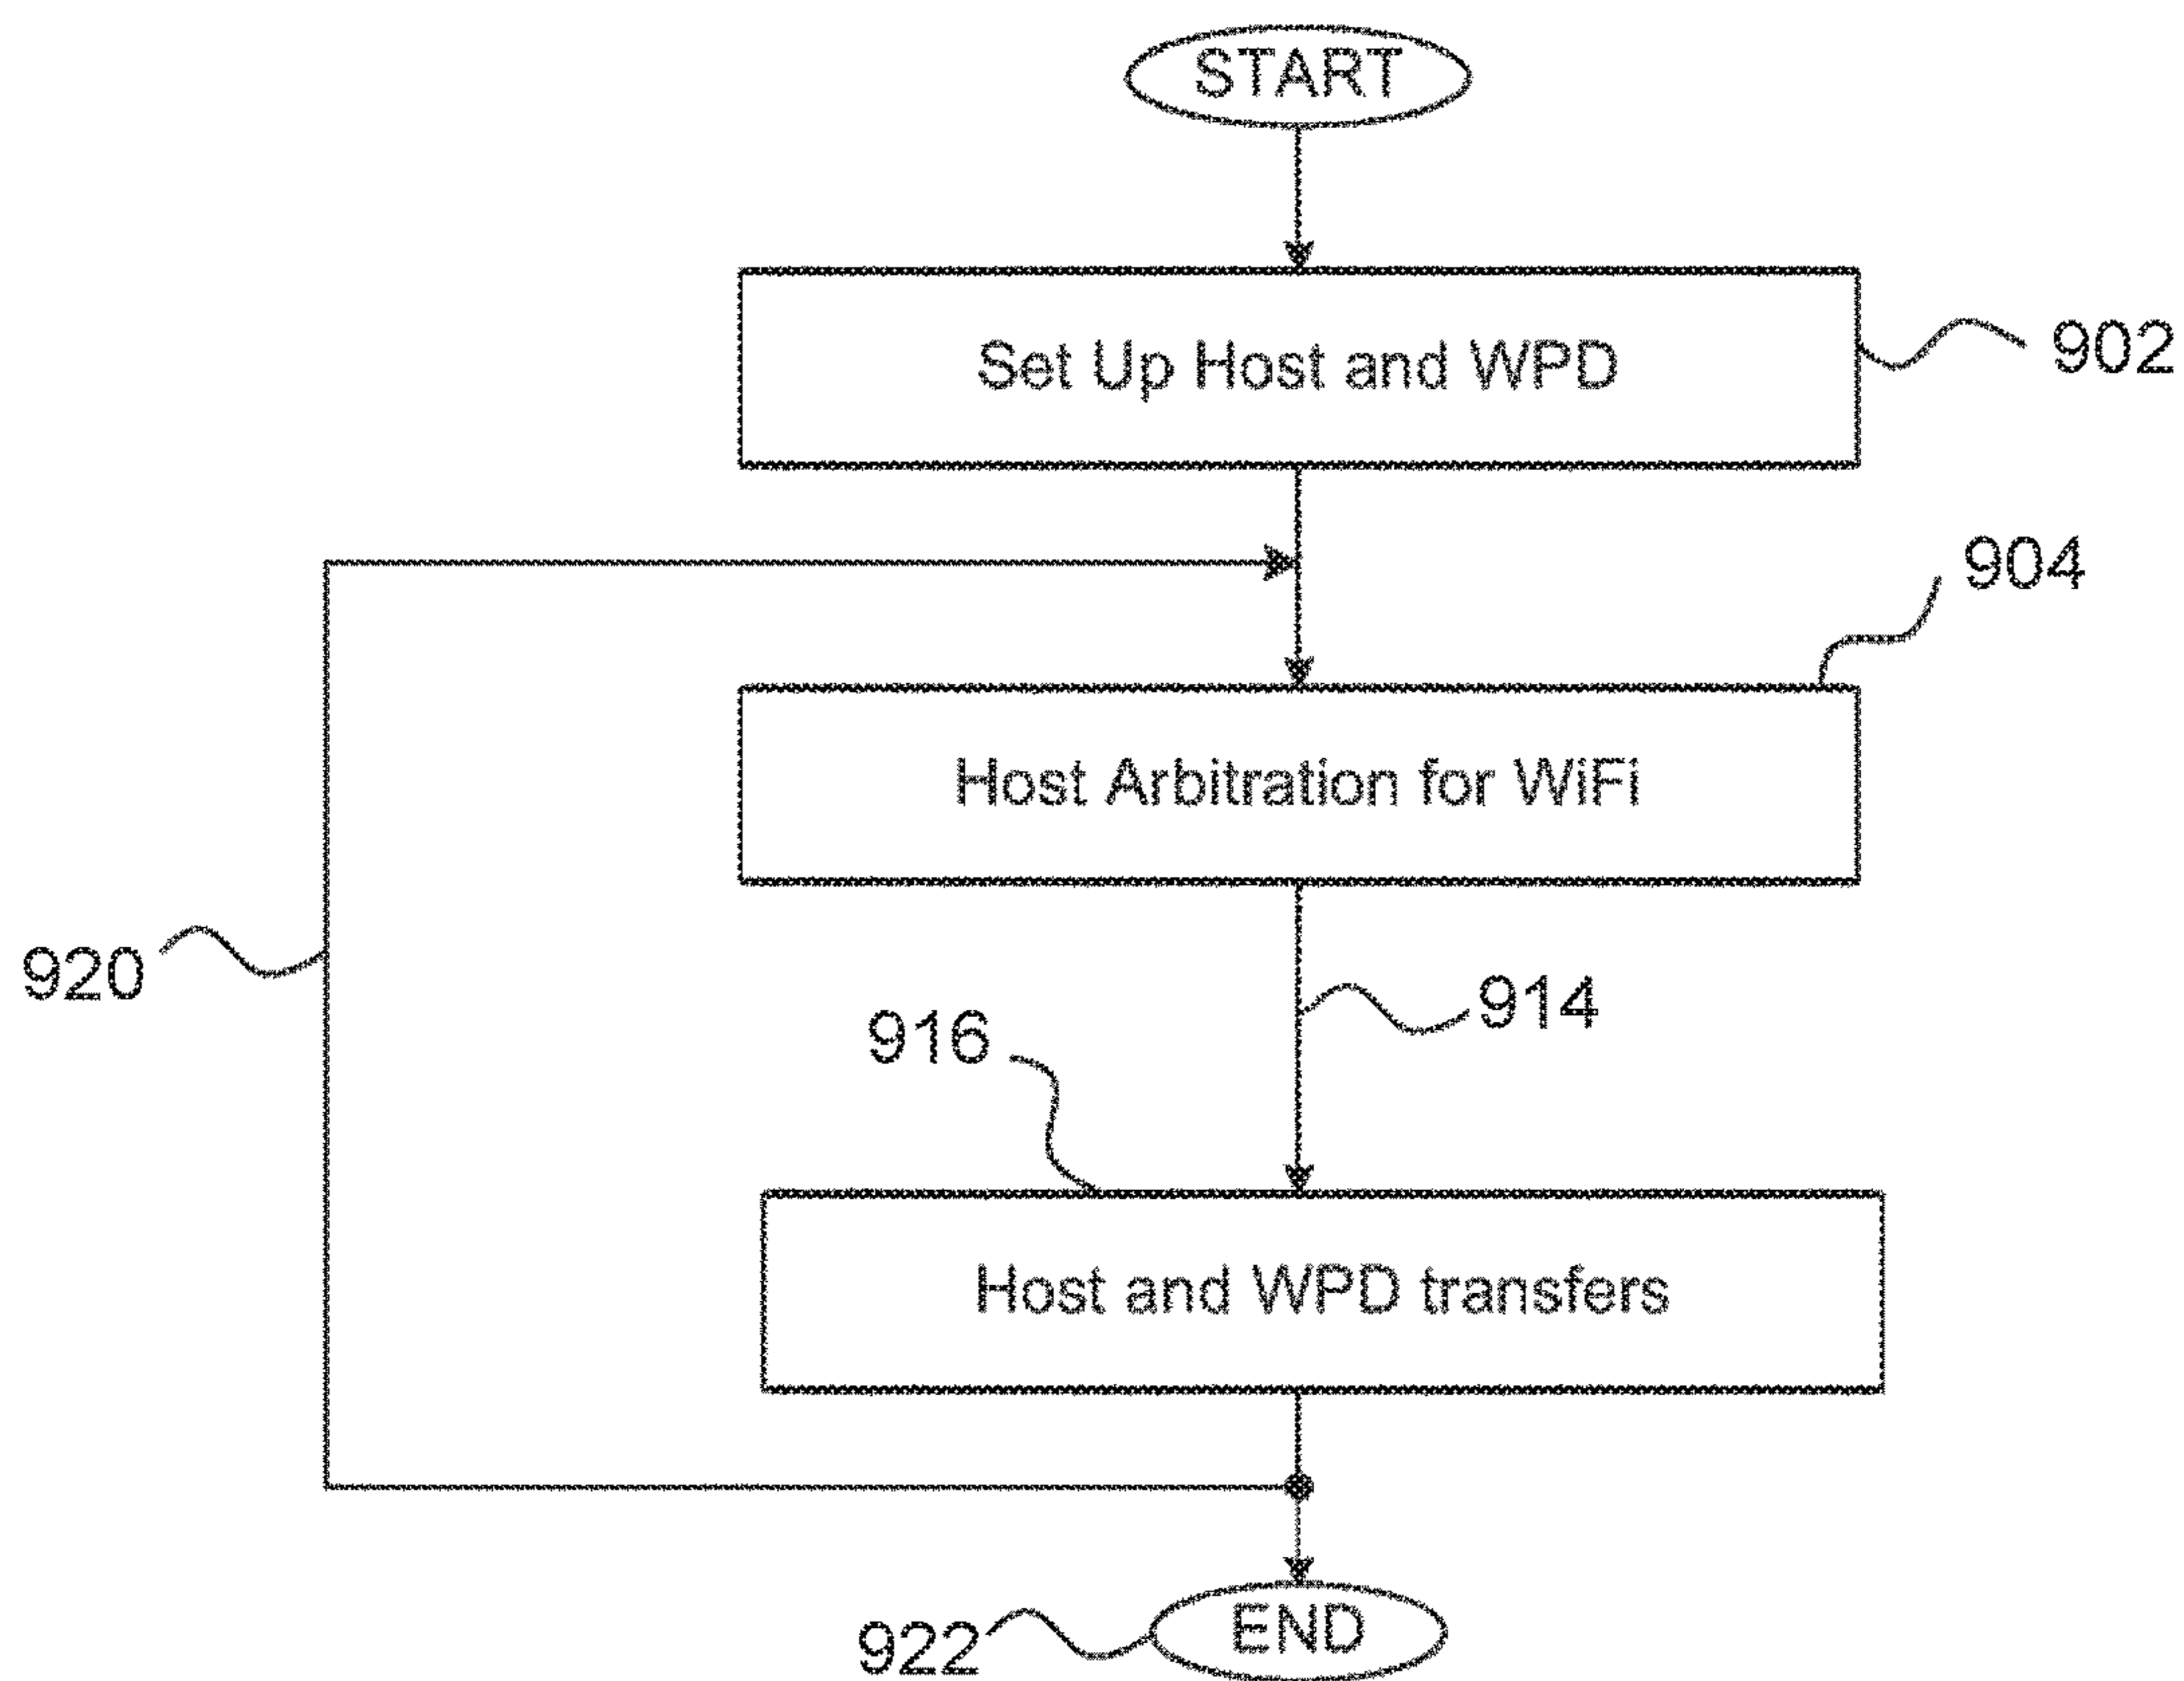 START
Set Up Host and WPD
902
904
Host Arbitration for WiFi
920
914
916
Host and WPD transfers
END
922